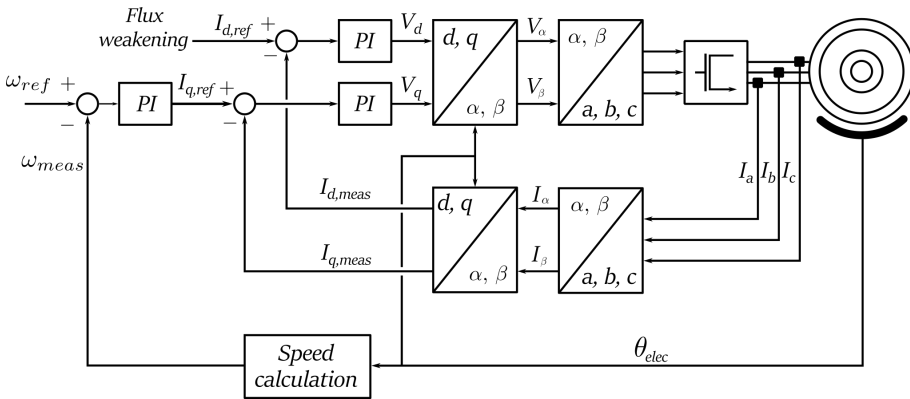 Flux
weakening
I_{d,ref} +
−
PI
V_d
d, q
α, β
V_α
V_β
α, β
a, b, c
ω_{ref} +
−
PI
I_{q,ref} +
−
PI
V_q
ω_{meas}
I_a I_b I_c
I_{d,meas}
I_{q,meas}
d, q
α, β
I_α
I_β
α, β
a, b, c
Speed
calculation
θ_{elec}